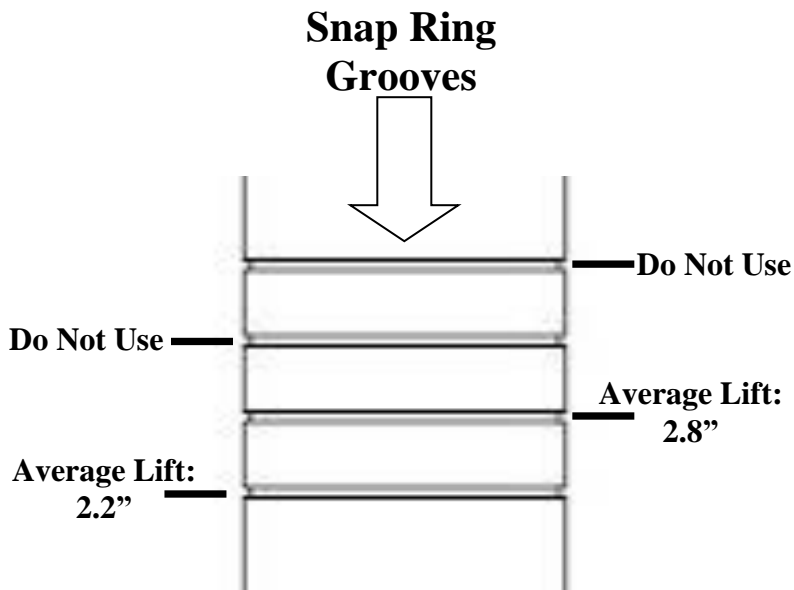 Snap Ring
Grooves
Do Not Use
Do Not Use
Average Lift:
2.8”
Average Lift:
2.2”